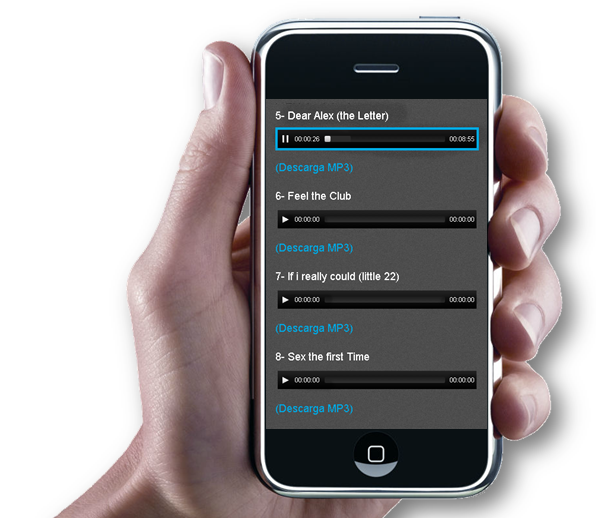 5- Dear Alex (the Letter)
00:00:26 00:08:55
(Descarga MP3)
6- Feel the Club
00:00:00 00:00:00
(Descarga MP3)
7- If i really could (little 22)
00:00:00 00:00:00
(Descarga MP3)
8- Sex the first Time
00:00:00 00:00:00
(Descarga MP3)